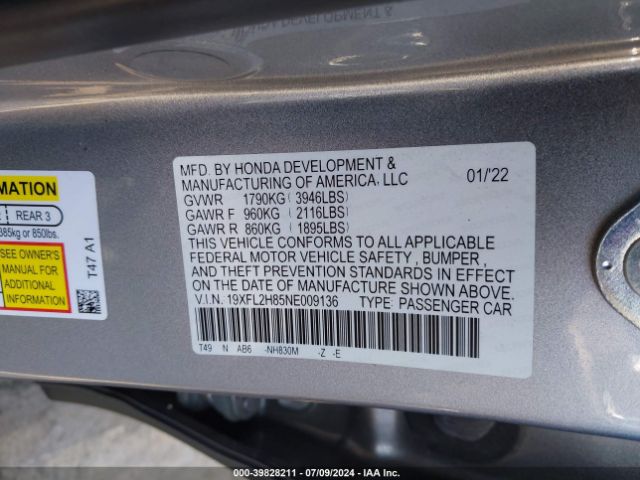 MFD. BY HONDA DEVELOPMENT &
MANUFACTURING OF AMERICA, LLC 01/'22
GVWR 1790KG (3946LBS)
GAWR F 960KG (2116LBS)
GAWR R 860KG (1895LBS)
THIS VEHICLE CONFORMS TO ALL APPLICABLE
FEDERAL MOTOR VEHICLE SAFETY , BUMPER ,
AND THEFT PREVENTION STANDARDS IN EFFECT
ON THE DATE OF MANUFACTURE SHOWN ABOVE.
V.I.N. 19XFL2H85NE009136 TYPE: PASSENGER CAR
T49 N AB6 -NH830M -Z -E
REAR 3
385kg or 850lbs.
SEE OWNER'S
MANUAL FOR
ADDITIONAL
INFORMATION
T47 A1
000-39828211 - 07/09/2024 - IAA Inc.